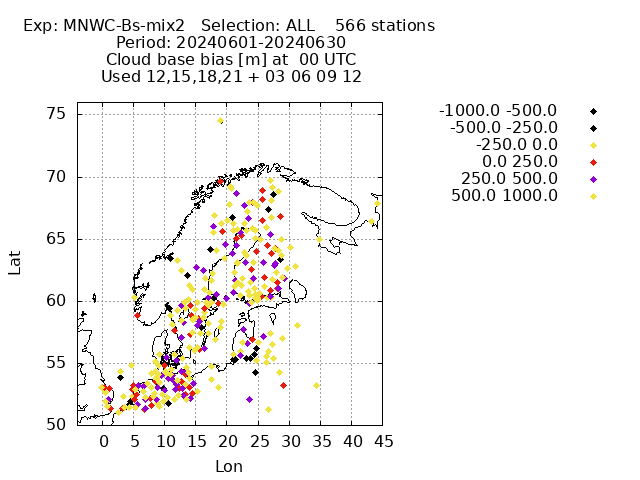 Exp: MNWC-Bs-mix2   Selection: ALL    566 stations
Period: 20240601-20240630
Cloud base bias [m] at  00 UTC
Used 12,15,18,21 + 03 06 09 12
-1000.0 -500.0
-500.0 -250.0
-250.0 0.0
0.0 250.0
250.0 500.0
500.0 1000.0
75
70
65
60
55
50
Lat
0 5 10 15 20 25 30 35 40 45
Lon